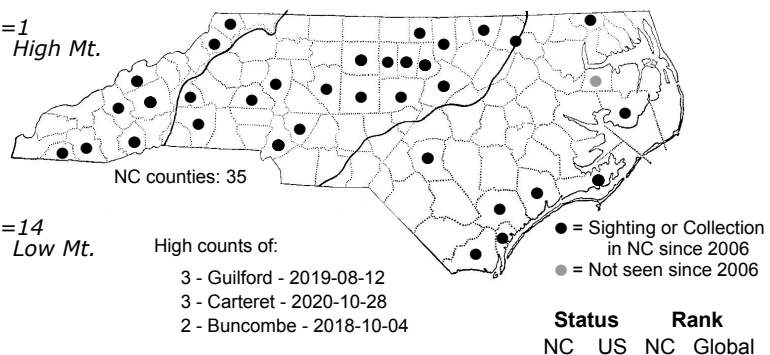 =1
High Mt.
NC counties: 35
=14
Low Mt.
High counts of:
3 - Guilford - 2019-08-12
3 - Carteret - 2020-10-28
2 - Buncombe - 2018-10-04
= Sighting or Collection
in NC since 2006
= Not seen since 2006
Status Rank
NC US NC Global